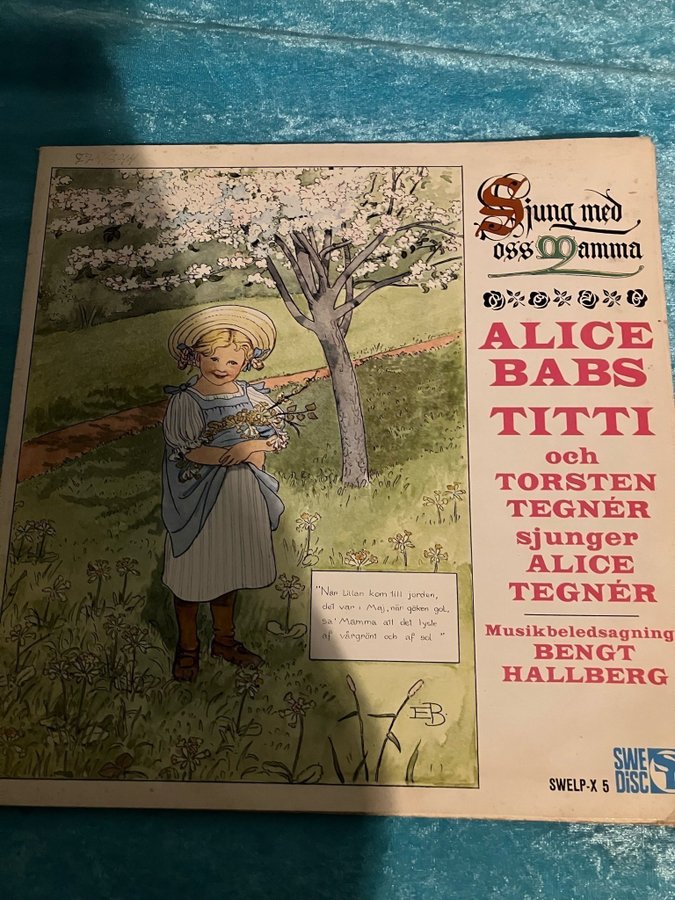 Sjung med
oss Mamma
ALICE
BABS
TITTI
och
TORSTEN
TEGNÉR
sjunger
ALICE
TEGNÉR
Musikbeledsagning
BENGT
HALLBERG
"När Lillan kom till jorden,
det var i Maj, när göken gol,
sa' Mamma att det lyste
af vårgrönt och af sol"
EB
SWELP-X 5
SWE
DISC